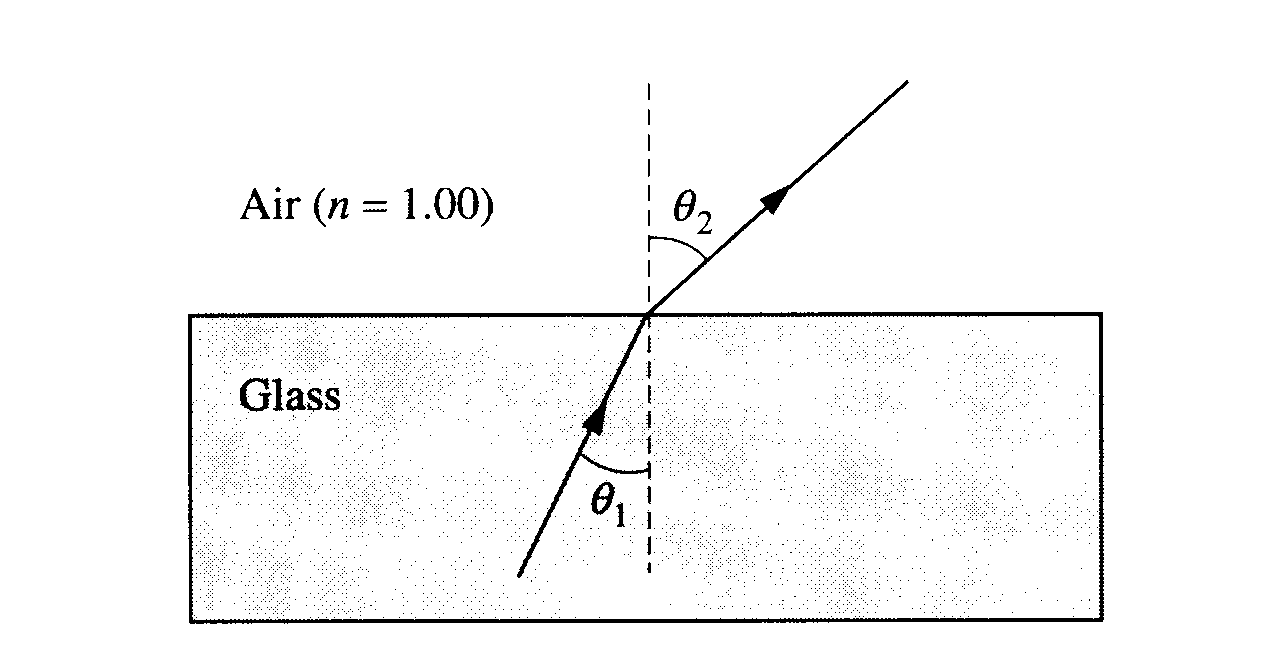 Air (n = 1.00)
θ₂
Glass
θ₁